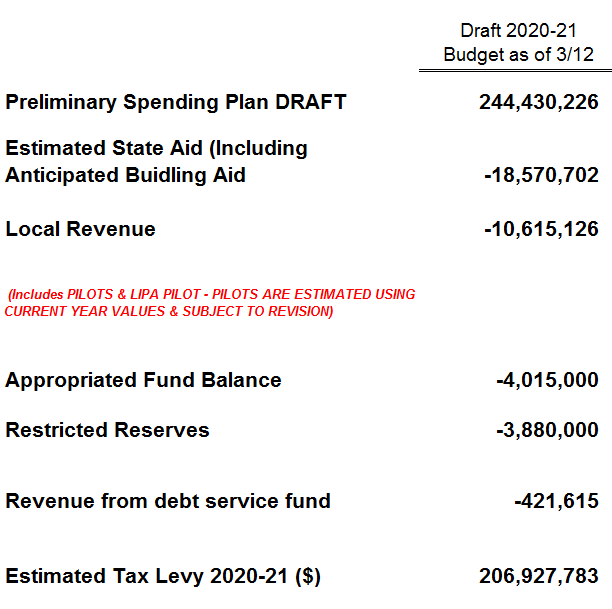 Draft 2020-21
Budget as of 3/12
Preliminary Spending Plan DRAFT 244,430,226
Estimated State Aid (Including
Anticipated Buidling Aid -18,570,702
Local Revenue -10,615,126
(Includes PILOTS & LIPA PILOT - PILOTS ARE ESTIMATED USING
CURRENT YEAR VALUES & SUBJECT TO REVISION)
Appropriated Fund Balance -4,015,000
Restricted Reserves -3,880,000
Revenue from debt service fund -421,615
Estimated Tax Levy 2020-21 ($) 206,927,783